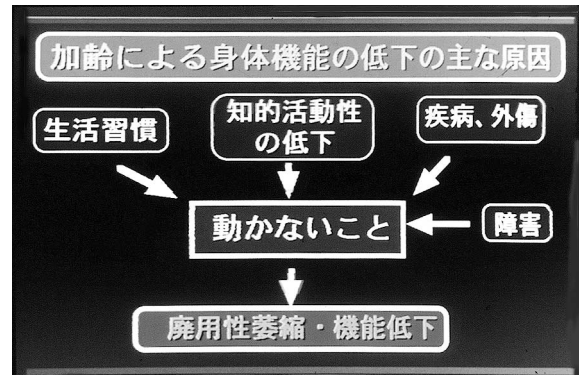 加齢による身体機能の低下の主な原因
生活習慣
知的活動性
の低下
疾病、外傷
動かないこと
障害
廃用性萎縮・機能低下